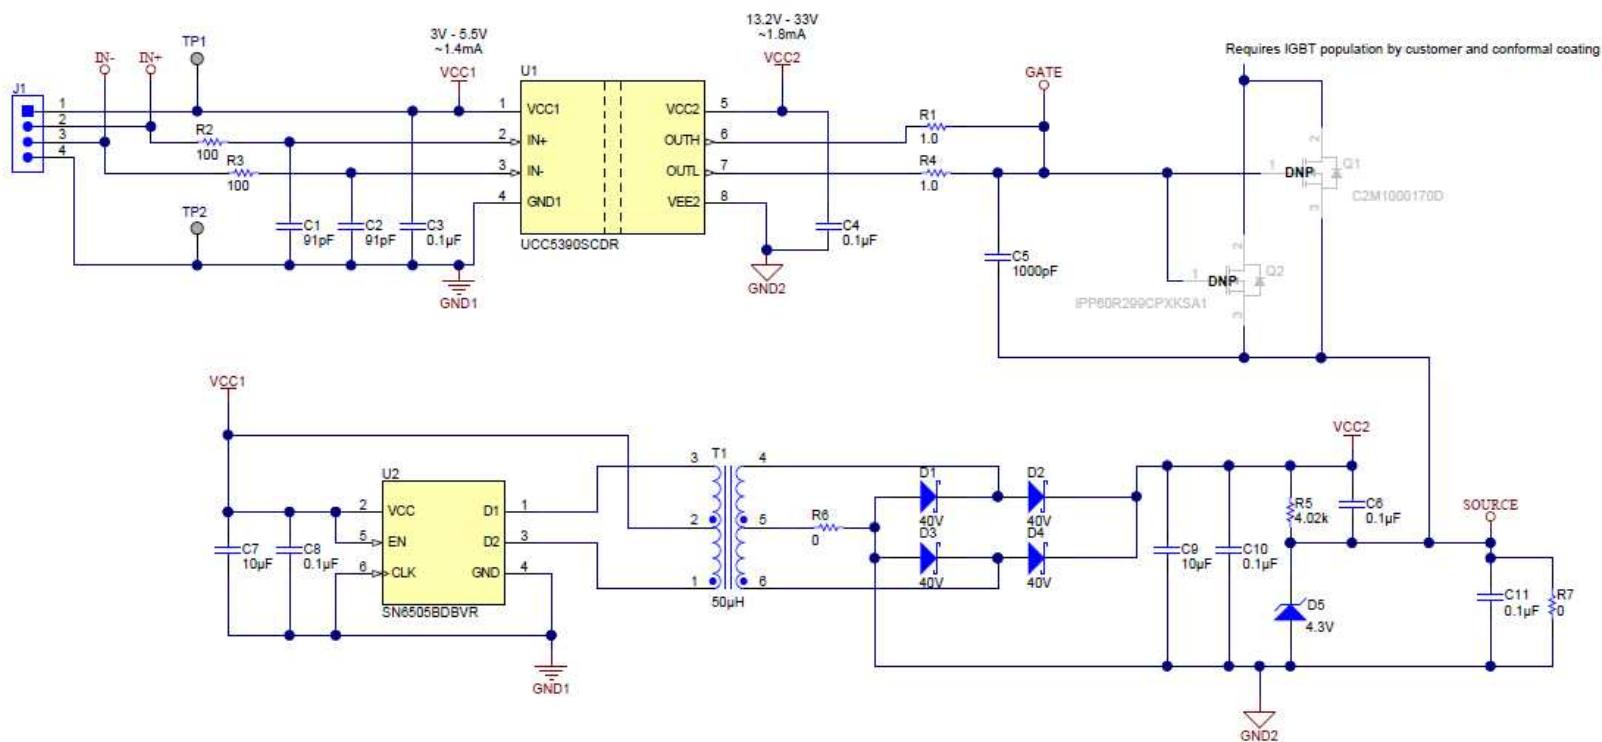 13.2V - 33V
~1.8mA
VCC2
3V - 5.5V
~1.4mA
VCC1
Requires IGBT population by customer and conformal coating
TP1
IN-
IN+
J1
1
2
3
4
U1
1
VCC1
2
IN+
3
IN-
4
GND1
VCC2
5
OUTH
6
OUTL
7
VEE2
8
UCC5390SCDR
R2
100
R3
100
TP2
C1
91pF
C2
91pF
C3
0.1µF
GND1
C4
0.1µF
GND2
GATE
R1
1.0
R4
1.0
C5
1000pF
2
1
DNP
Q1
C2M1000170D
3
2
1
DNP
Q2
IPP60R299CPXKSA1
3
VCC1
U2
2
VCC
5
EN
6
CLK
D1
1
D2
3
GND
4
SN6505BDBVR
C7
10µF
C8
0.1µF
GND1
T1
3
4
2
5
1
6
50µH
R6
0
D1
40V
D2
40V
D3
40V
D4
40V
C9
10µF
C10
0.1µF
VCC2
R5
4.02k
C6
0.1µF
SOURCE
D5
4.3V
C11
0.1µF
R7
0
GND2